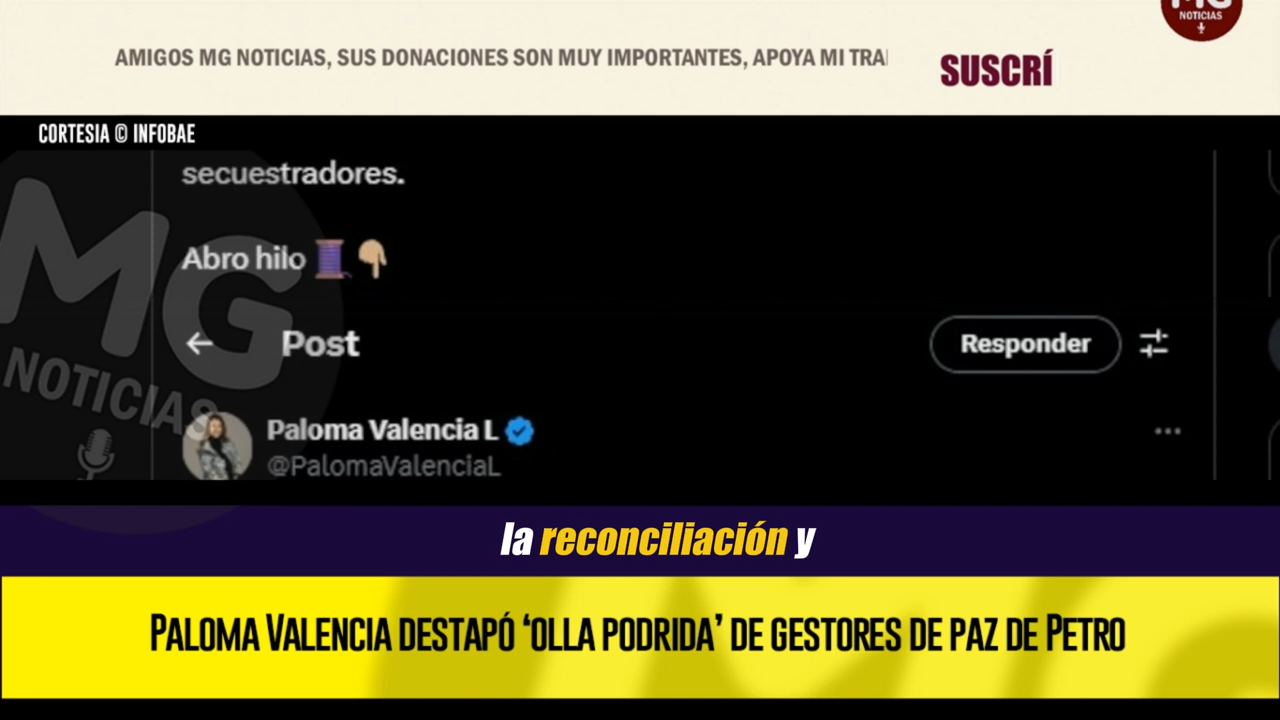 MG
NOTICIAS
AMIGOS MG NOTICIAS, SUS DONACIONES SON MUY IMPORTANTES, APOYA MI TRA
SUSCRÍ
CORTESIA © INFOBAE
secuestradores.
Abro hilo 🧵👇🏼
MG
NOTICIAS
← Post
Responder
Paloma Valencia L
@PalomaValenciaL
la reconciliación y
PALOMA VALENCIA DESTAPÓ ‘OLLA PODRIDA’ DE GESTORES DE PAZ DE PETRO